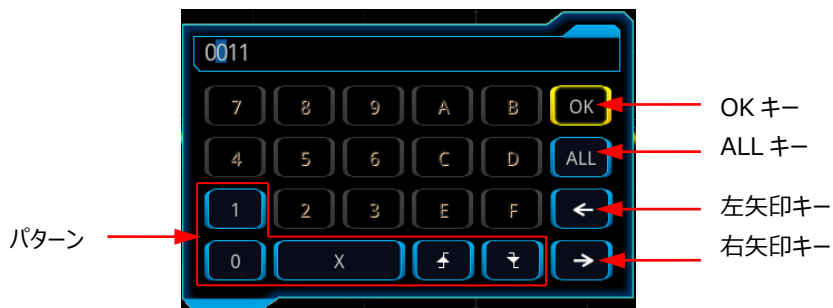 0011
7 8 9 A B OK
OK キー
4 5 6 C D ALL
ALL キー
1 2 3 E F ←
左矢印キー
パターン
0 X →
右矢印キー